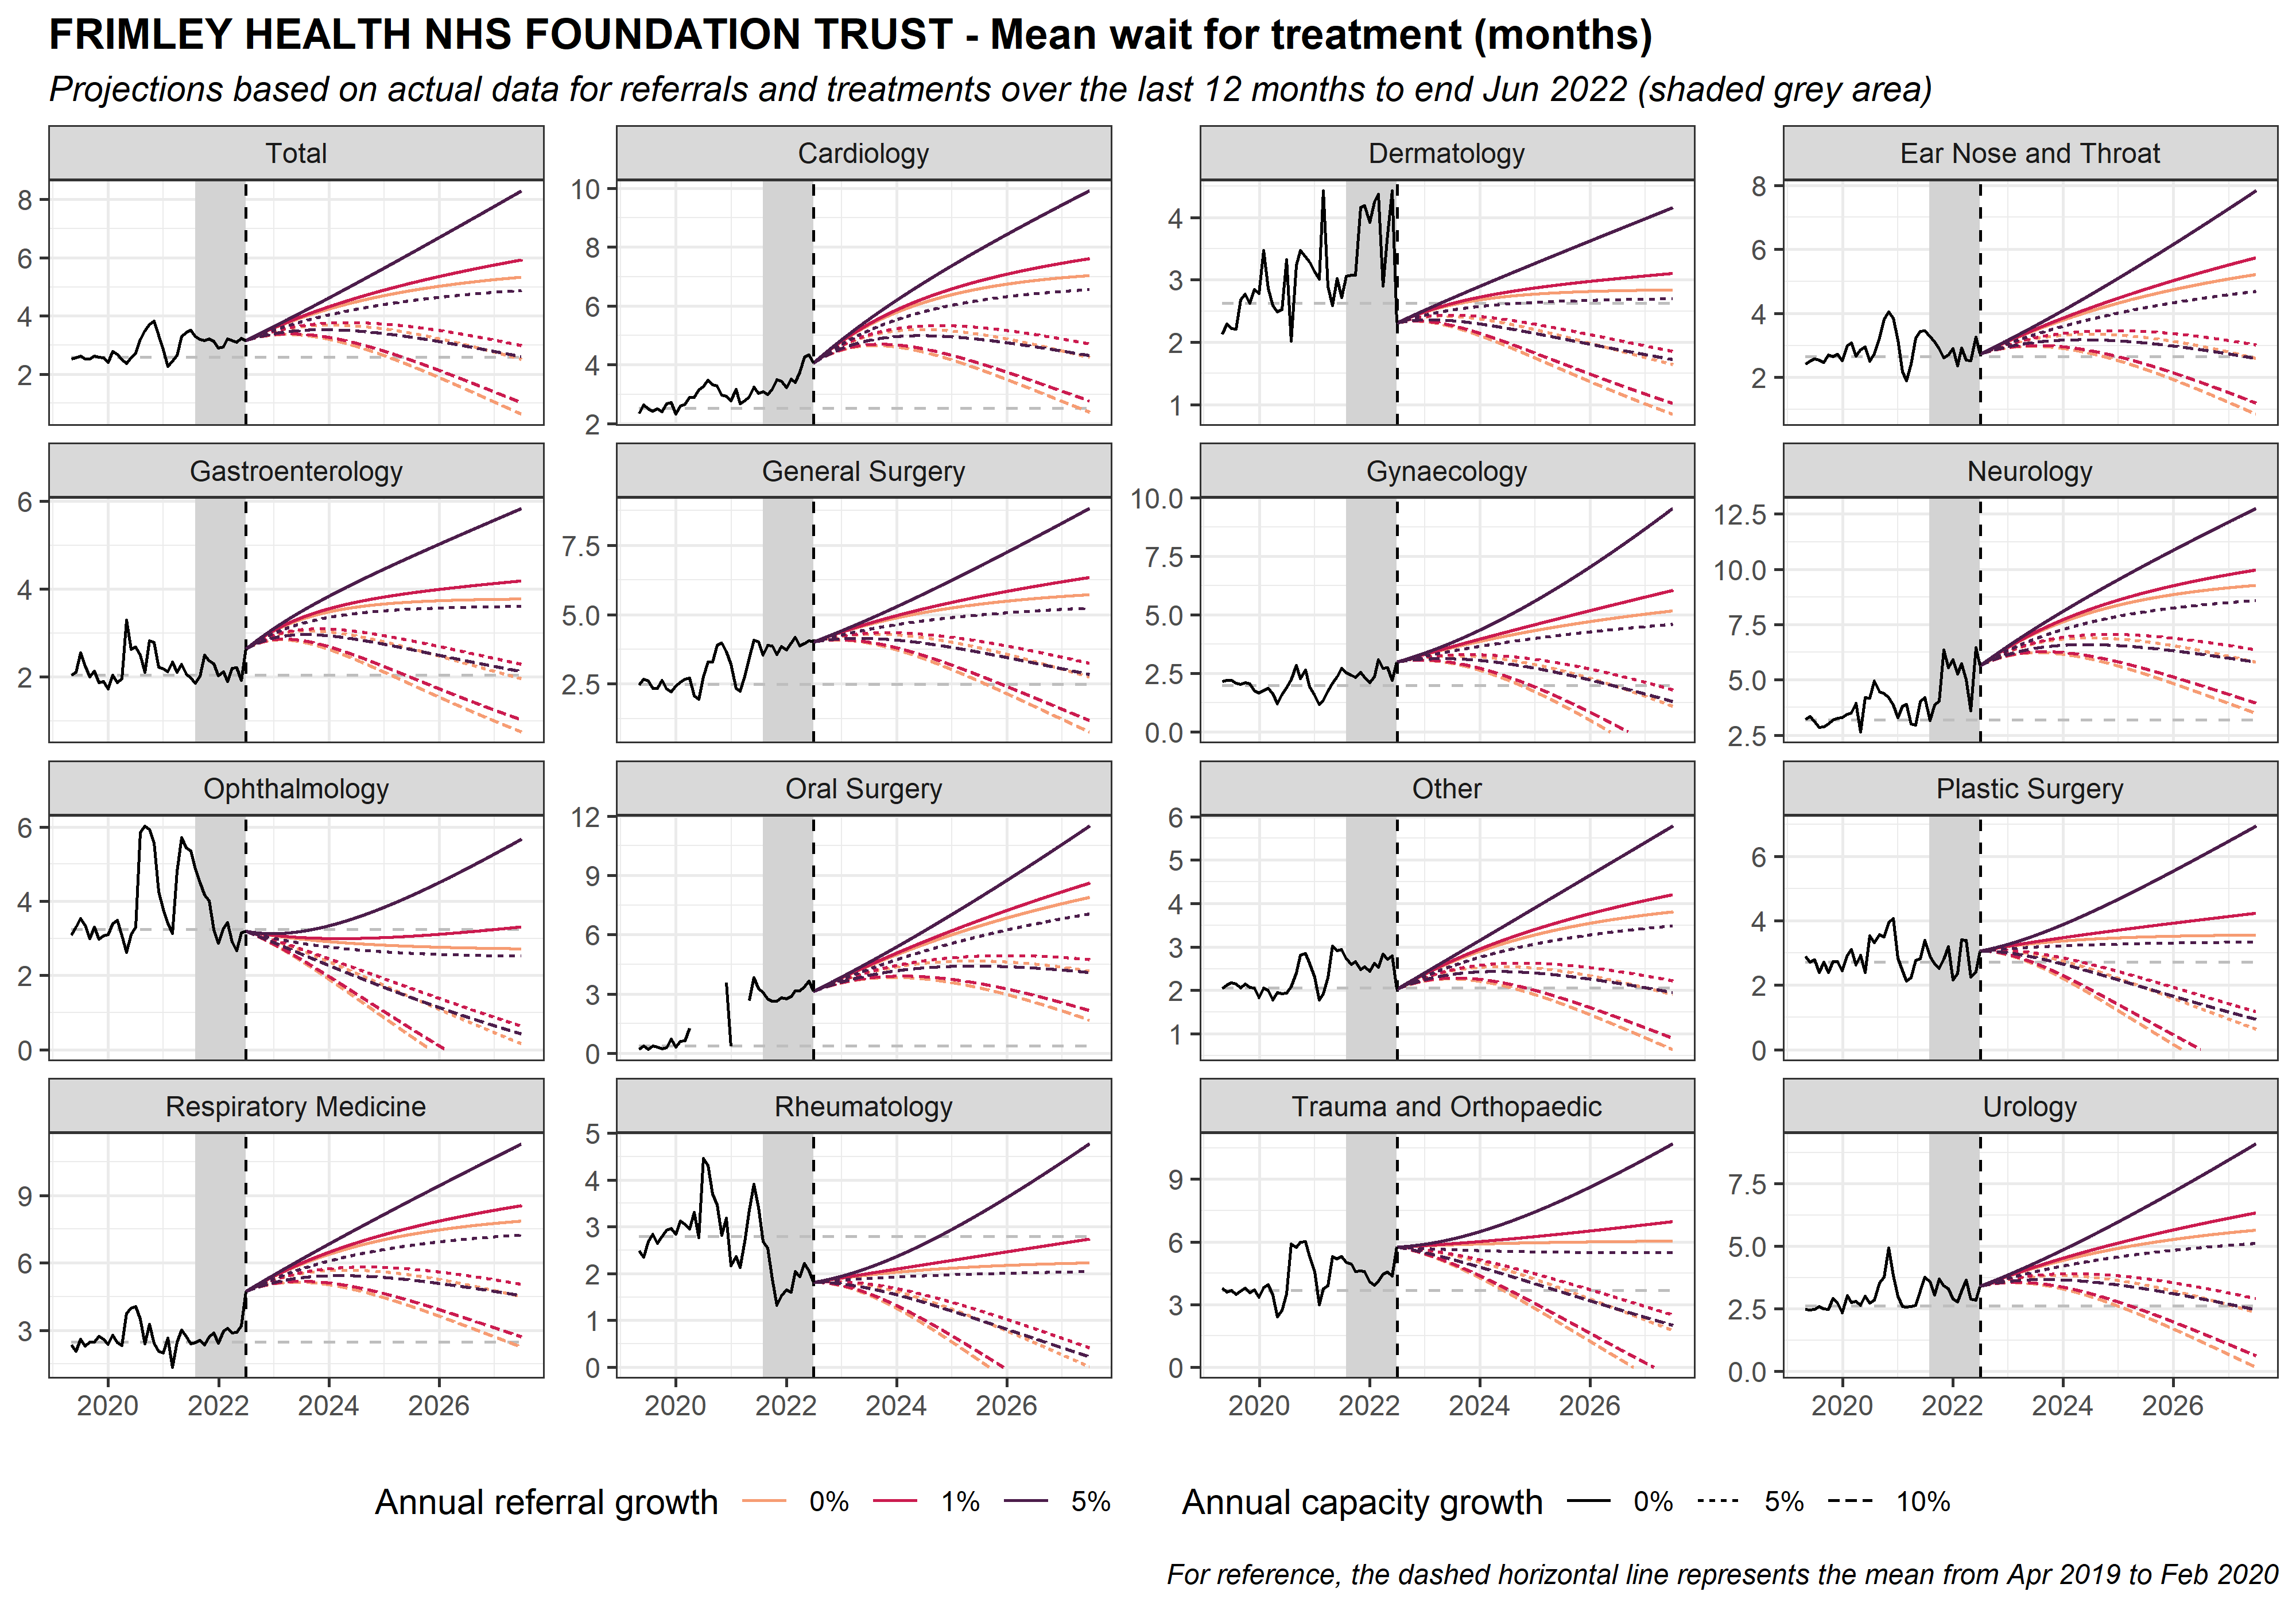 FRIMLEY HEALTH NHS FOUNDATION TRUST - Mean wait for treatment (months)
Projections based on actual data for referrals and treatments over the last 12 months to end Jun 2022 (shaded grey area)
Total
8
6
4
2
Cardiology
10
8
6
4
2
Dermatology
4
3
2
1
Ear Nose and Throat
8
6
4
2
Gastroenterology
6
4
2
General Surgery
7.5
5.0
2.5
Gynaecology
10.0
7.5
5.0
2.5
0.0
Neurology
12.5
10.0
7.5
5.0
2.5
Ophthalmology
6
4
2
0
Oral Surgery
12
9
6
3
0
Other
6
5
4
3
2
1
Plastic Surgery
6
4
2
0
Respiratory Medicine
9
6
3
2020 2022 2024 2026
Rheumatology
5
4
3
2
1
0
2020 2022 2024 2026
Trauma and Orthopaedic
9
6
3
0
2020 2022 2024 2026
Urology
7.5
5.0
2.5
0.0
2020 2022 2024 2026
Annual referral growth 0% 1% 5% Annual capacity growth 0% 5% 10%
For reference, the dashed horizontal line represents the mean from Apr 2019 to Feb 2020